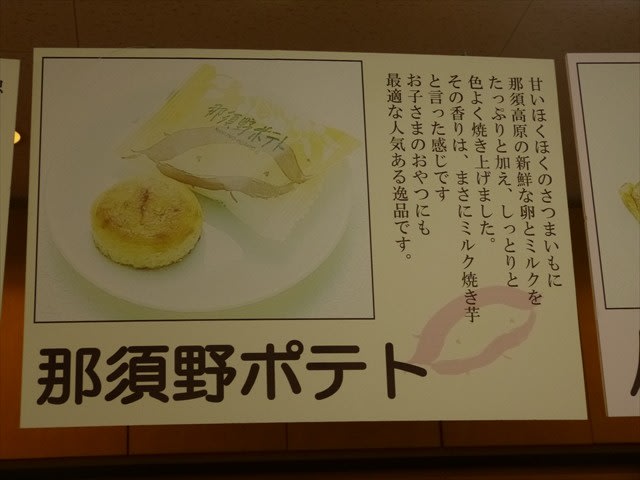 甘いほくほくのさつまいもに
那須高原の新鮮な卵とミルクを
たっぷりと加え、しっとりと
色よく焼き上げました。
その香りは、まさにミルク焼き芋
と言った感じです
お子さまのおやつにも
最適な人気ある逸品です。
那須野ポテト
那須野ポテト